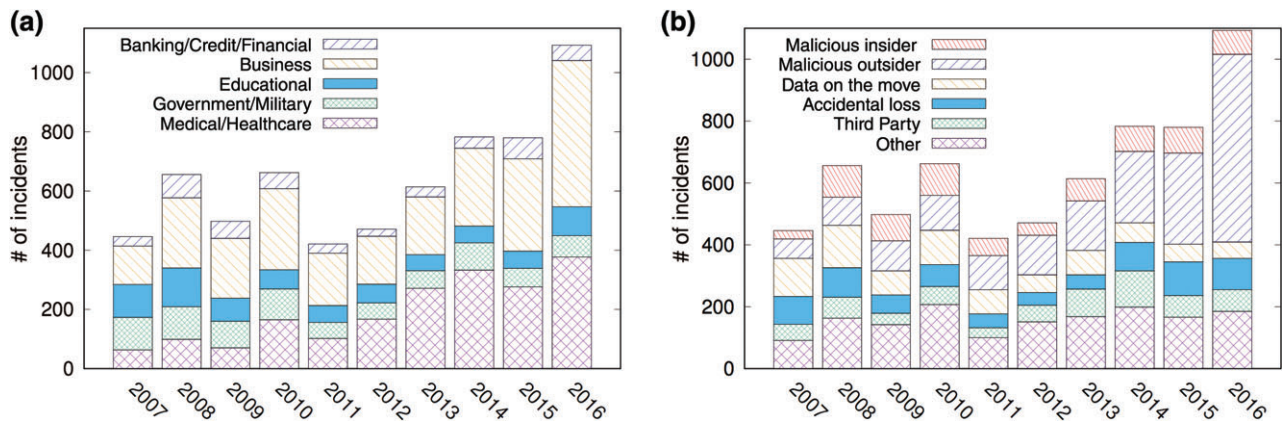 (a)
Banking/Credit/Financial
Business
Educational
Government/Military
Medical/Healthcare
# of incidents
1000
800
600
400
200
0
2007
2008
2009
2010
2011
2012
2013
2014
2015
2016
(b)
Malicious insider
Malicious outsider
Data on the move
Accidental loss
Third Party
Other
# of incidents
1000
800
600
400
200
0
2007
2008
2009
2010
2011
2012
2013
2014
2015
2016